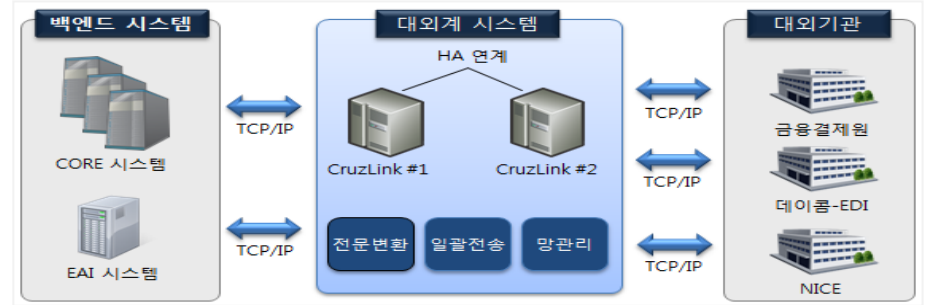 백엔드 시스템
CORE 시스템
EAI 시스템
TCP/IP
TCP/IP
대외계 시스템
HA 연계
CruzLink #1
CruzLink #2
전문변환
일괄전송
망관리
TCP/IP
TCP/IP
TCP/IP
대외기관
금융결제원
데이콤-EDI
NICE